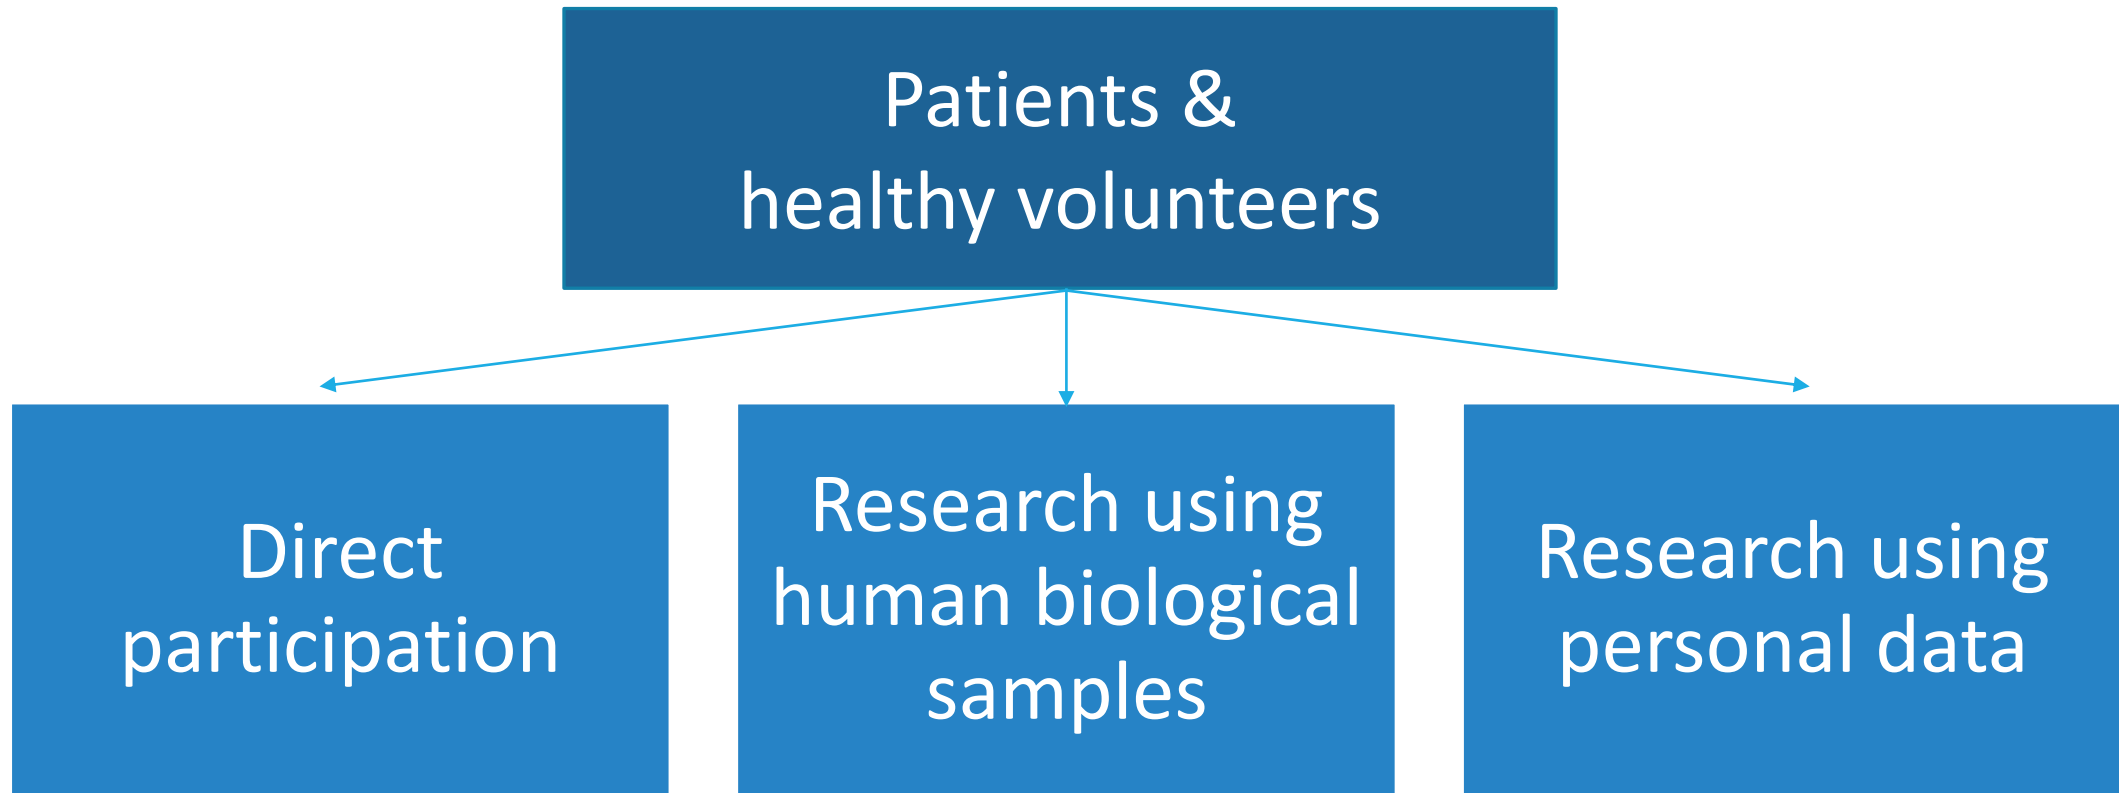 Patients &
healthy volunteers
Direct
participation
Research using
human biological
samples
Research using
personal data